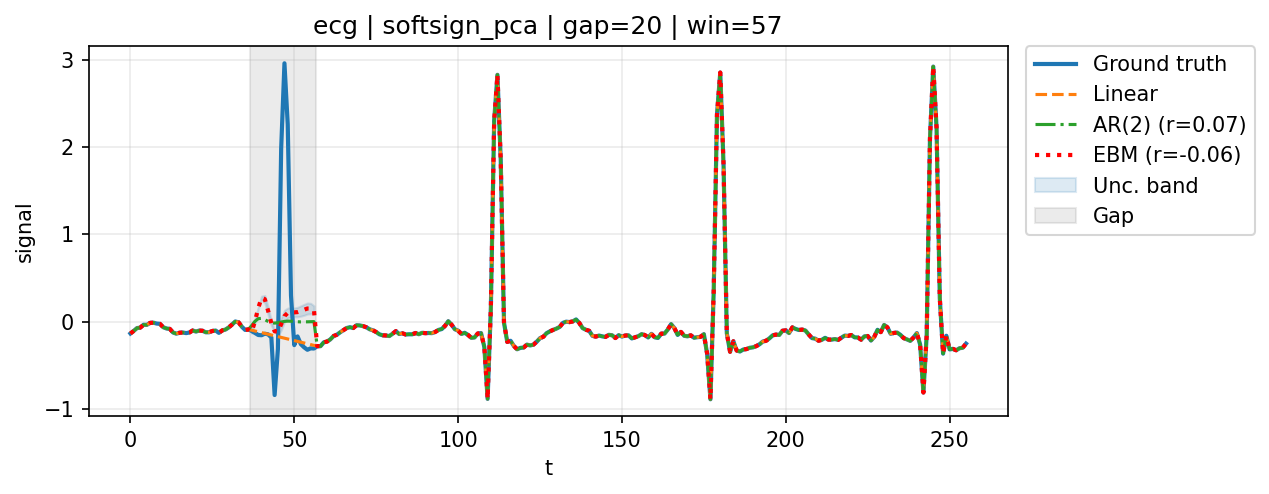 ecg | softsign_pca | gap=20 | win=57
3
2
1
0
−1
signal
0
50
100
150
200
250
t
Ground truth
Linear
AR(2) (r=0.07)
EBM (r=-0.06)
Unc. band
Gap